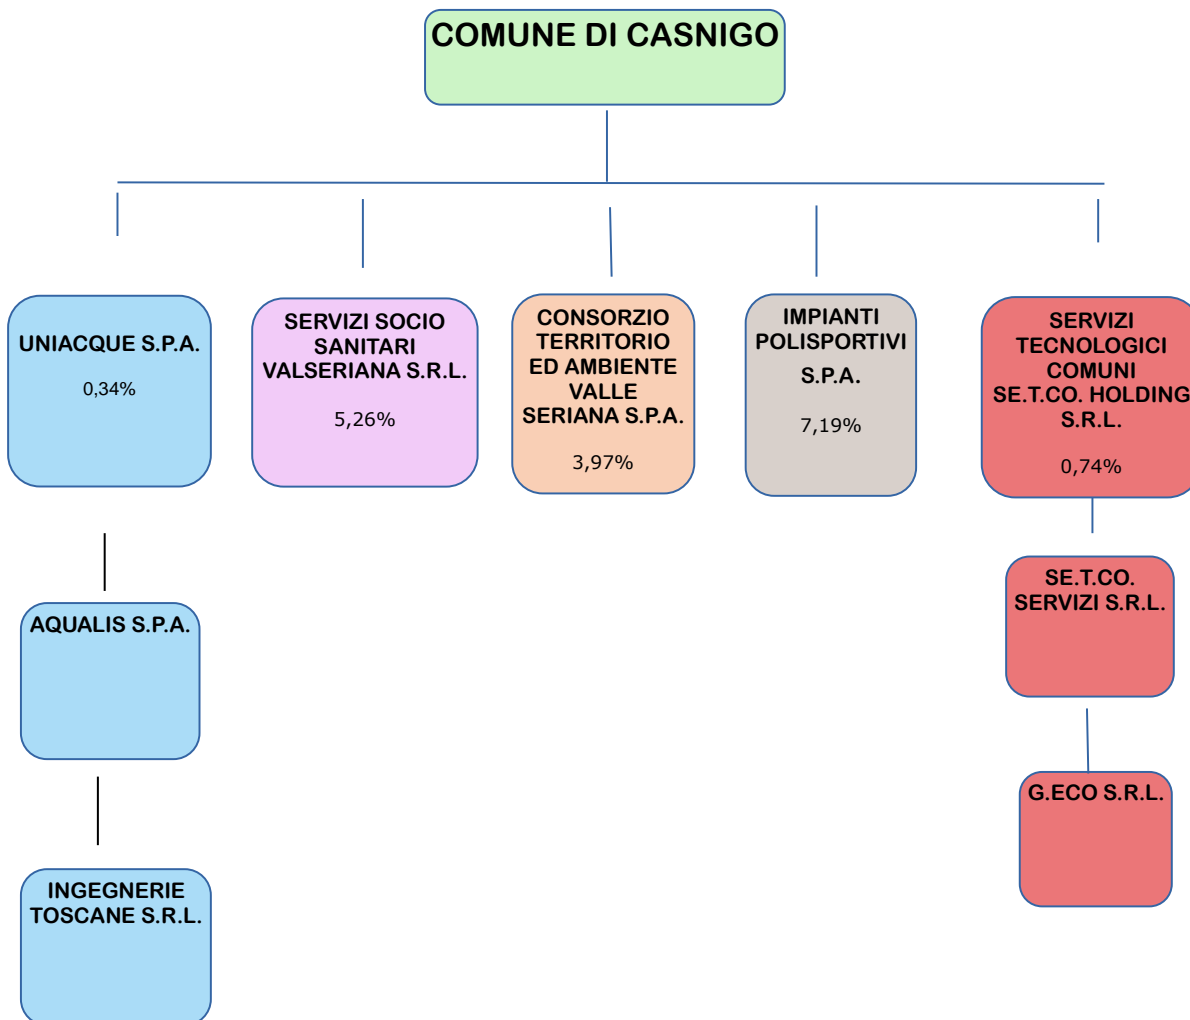 COMUNE DI CASNIGO
UNIACQUE S.P.A.
0,34%
SERVIZI SOCIO
SANITARI
VALSERIANA S.R.L.
5,26%
CONSORZIO
TERRITORIO
ED AMBIENTE
VALLE
SERIANA S.P.A.
3,97%
IMPIANTI
POLISPORTIVI
S.P.A.
7,19%
SERVIZI
TECNOLOGICI
COMUNI
SE.T.CO. HOLDING
S.R.L.
0,74%
AQUALIS S.P.A.
SE.T.CO.
SERVIZI S.R.L.
G.ECO S.R.L.
INGEGNERIE
TOSCANE S.R.L.